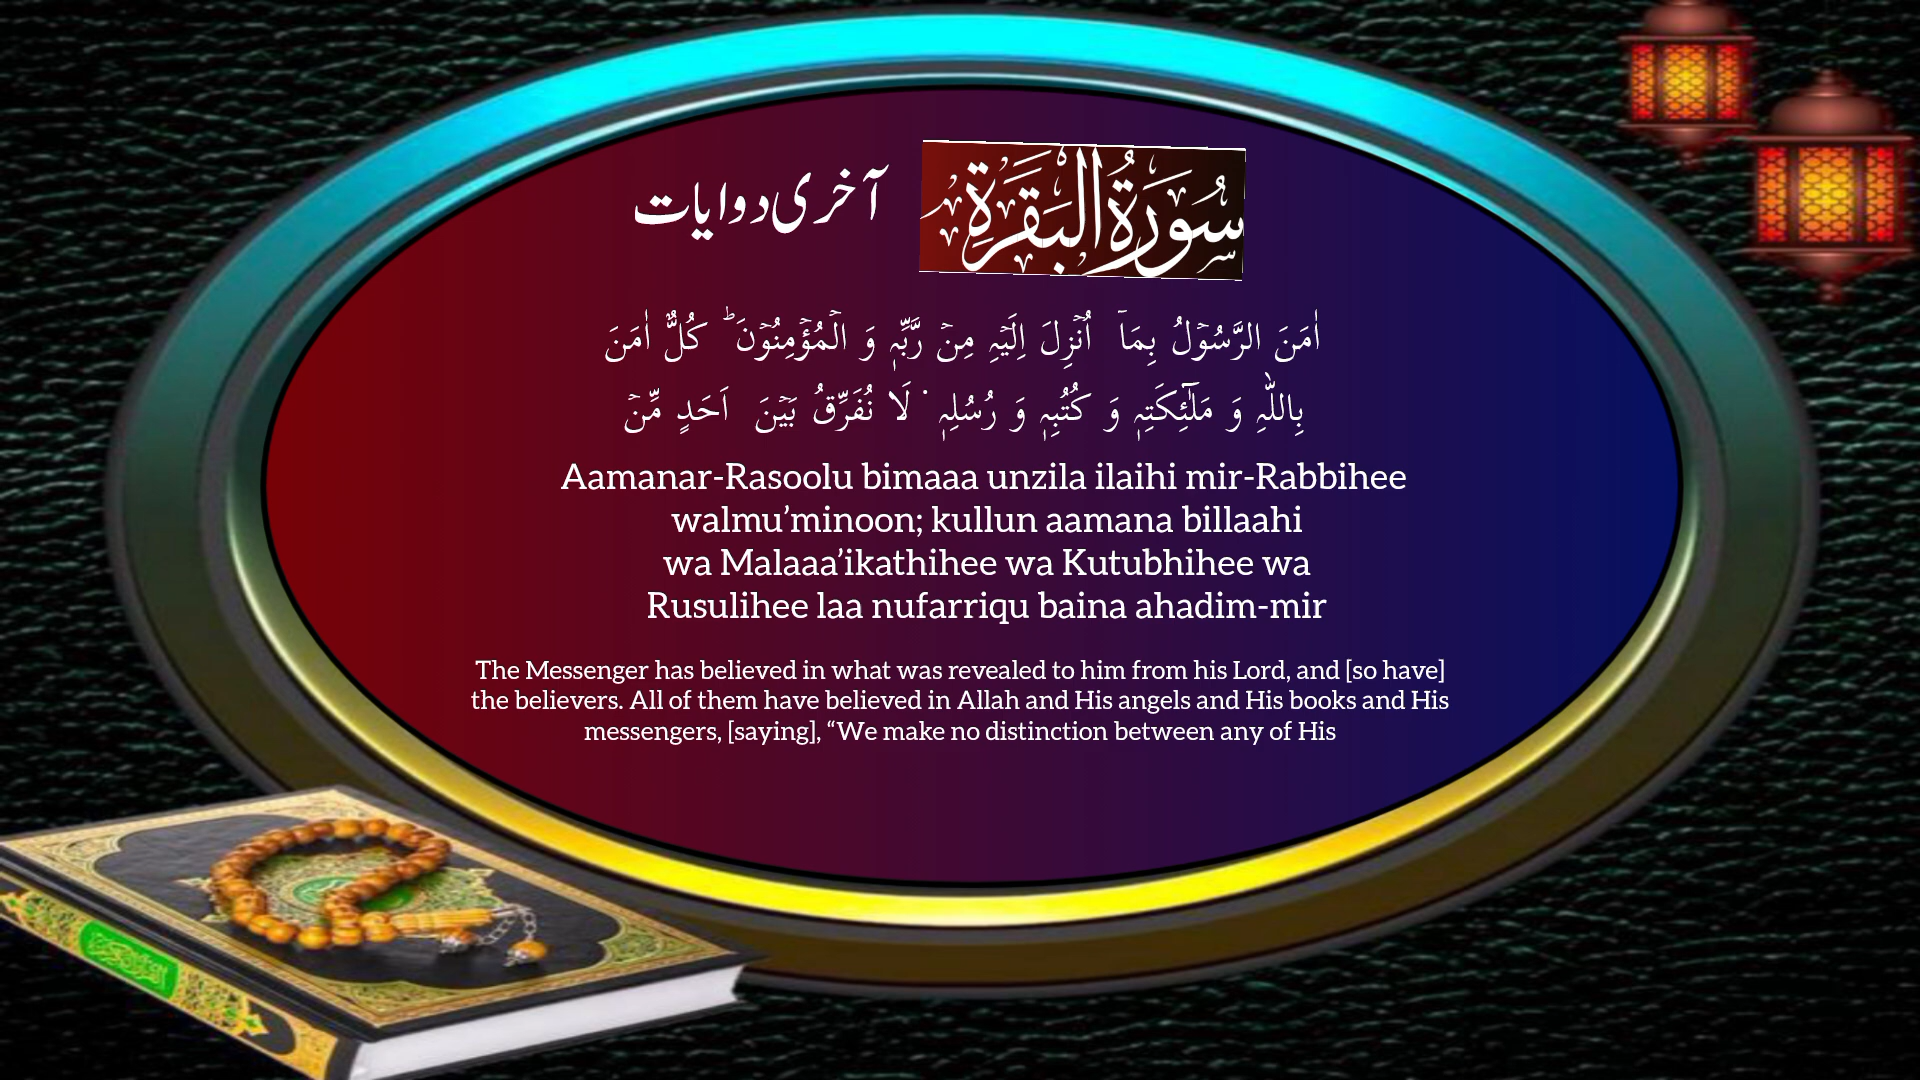 سُورَةُ الْبَقَرَةِ
آخری دو ایات
اٰمَنَ الرَّسُوۡلُ بِمَاۤ اُنۡزِلَ اِلَیۡہِ مِنۡ رَّبِّہٖ وَ الۡمُؤۡمِنُوۡنَ ؕ کُلٌّ اٰمَنَ
بِاللّٰہِ وَ مَلٰٓئِکَتِہٖ وَ کُتُبِہٖ وَ رُسُلِہٖ ۟ لَا نُفَرِّقُ بَیۡنَ اَحَدٍ مِّنۡ
Aamanar-Rasoolu bimaaa unzila ilaihi mir-Rabbihee
walmu’minoon; kullun aamana billaahi
wa Malaaa’ikathihee wa Kutubhihee wa
Rusulihee laa nufarriqu baina ahadim-mir
The Messenger has believed in what was revealed to him from his Lord, and [so have]
the believers. All of them have believed in Allah and His angels and His books and His
messengers, [saying], “We make no distinction between any of His